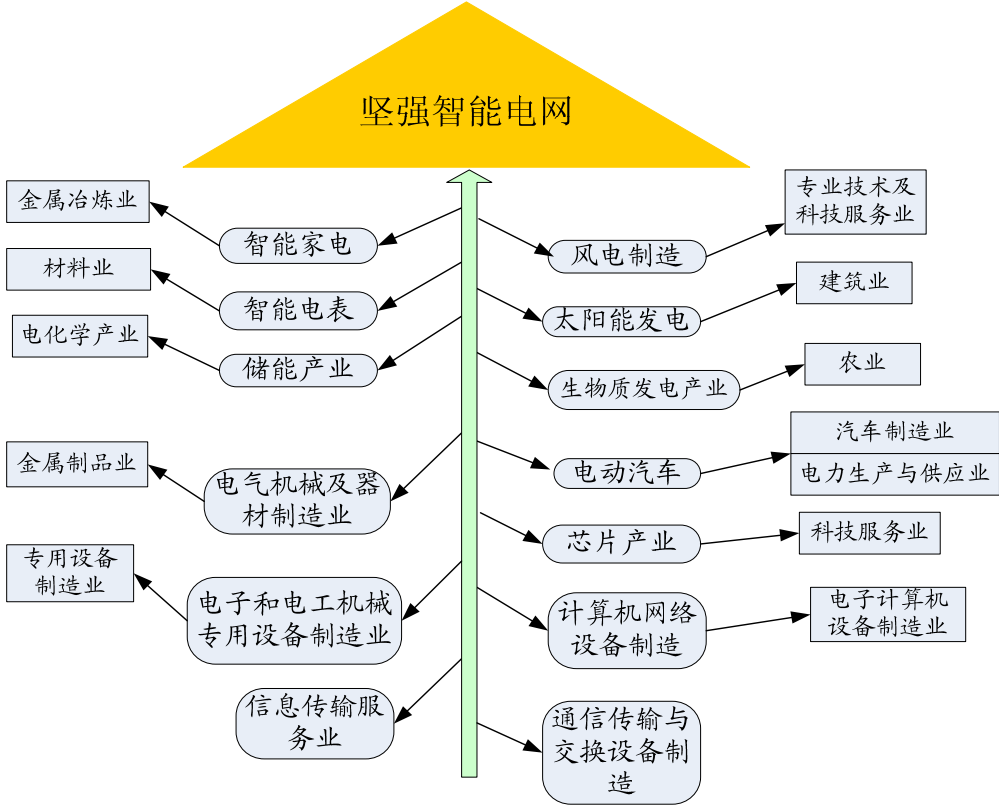 坚强智能电网
金属冶炼业
智能家电
材料业
智能电表
电化学产业
储能产业
金属制品业
电气机械及器
材制造业
专用设备
制造业
电子和电工机械
专用设备制造业
信息传输服
务业
专业技术及
科技服务业
风电制造
建筑业
太阳能发电
农业
生物质发电产业
汽车制造业
电力生产与供应业
电动汽车
科技服务业
芯片产业
电子计算机
设备制造业
计算机网络
设备制造
通信传输与
交换设备制
造